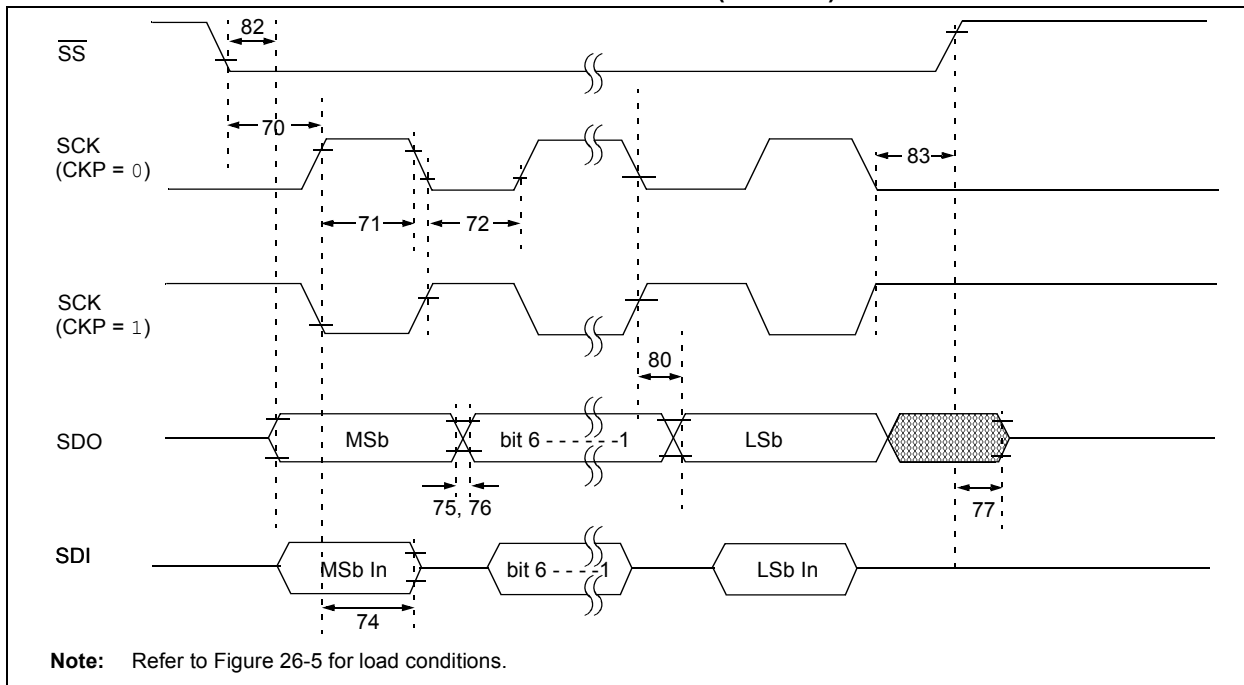 82
SS
70
SCK
(CKP = 0)
83
71
72
SCK
(CKP = 1)
80
SDO
MSb
bit 6 - - - - - -1
LSb
75, 76
77
SDI
MSb In
bit 6 - - - -1
LSb In
74
Note: Refer to Figure 26-5 for load conditions.